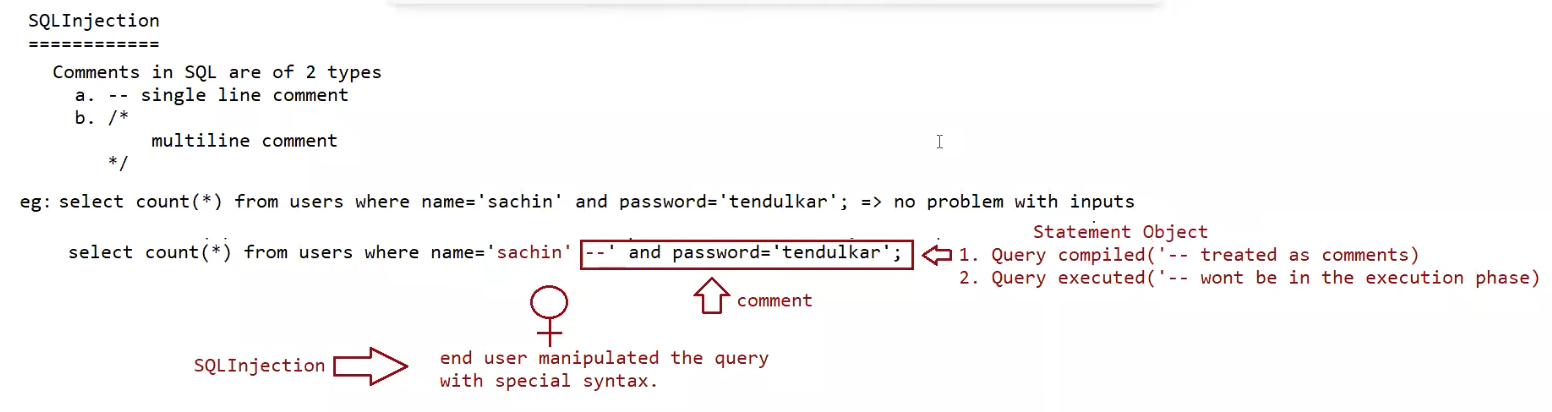 SQLInjection
============
Comments in SQL are of 2 types
a. -- single line comment
b. /*
multiline comment
*/
eg: select count(*) from users where name='sachin' and password='tendulkar'; => no problem with inputs
select count(*) from users where name='sachin' --' and password='tendulkar';
Statement Object
1. Query compiled('-- treated as comments)
2. Query executed('-- wont be in the execution phase)
comment
SQLInjection
end user manipulated the query
with special syntax.